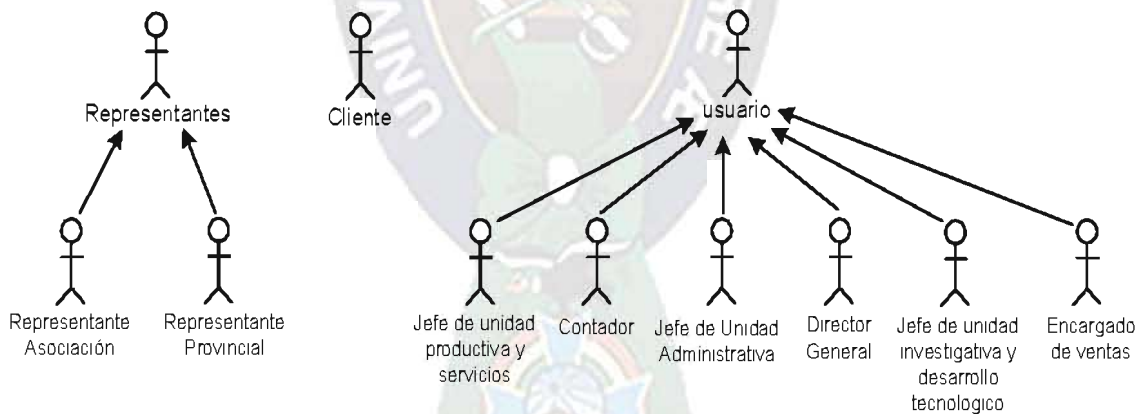 Representantes
Cliente
usuario
Representante
Asociación
Representante
Provincial
Jefe de unidad
productiva y
servicios
Contador
Jefe de Unidad
Administrativa
Director
General
Jefe de unidad
investigativa y
desarrollo
tecnologico
Encargado
de ventas
UNIV